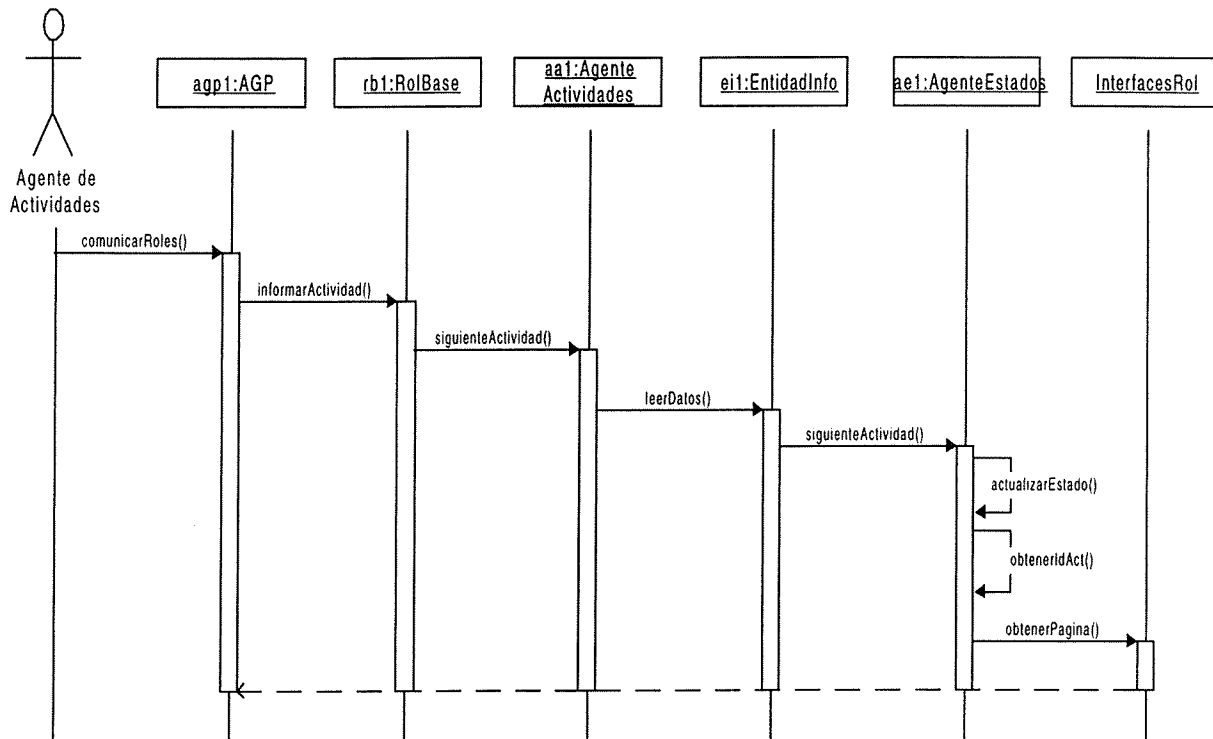 agp1:AGP
rb1:RolBase
aa1:Agente
Actividades
ei1:EntidadInfo
ae1:AgenteEstados
InterfacesRol
Agente de
Actividades
comunicarRoles()
informarActividad()
siguienteActividad()
leerDatos()
siguienteActividad()
actualizarEstado()
obtenerIdAct()
obtenerPagina()